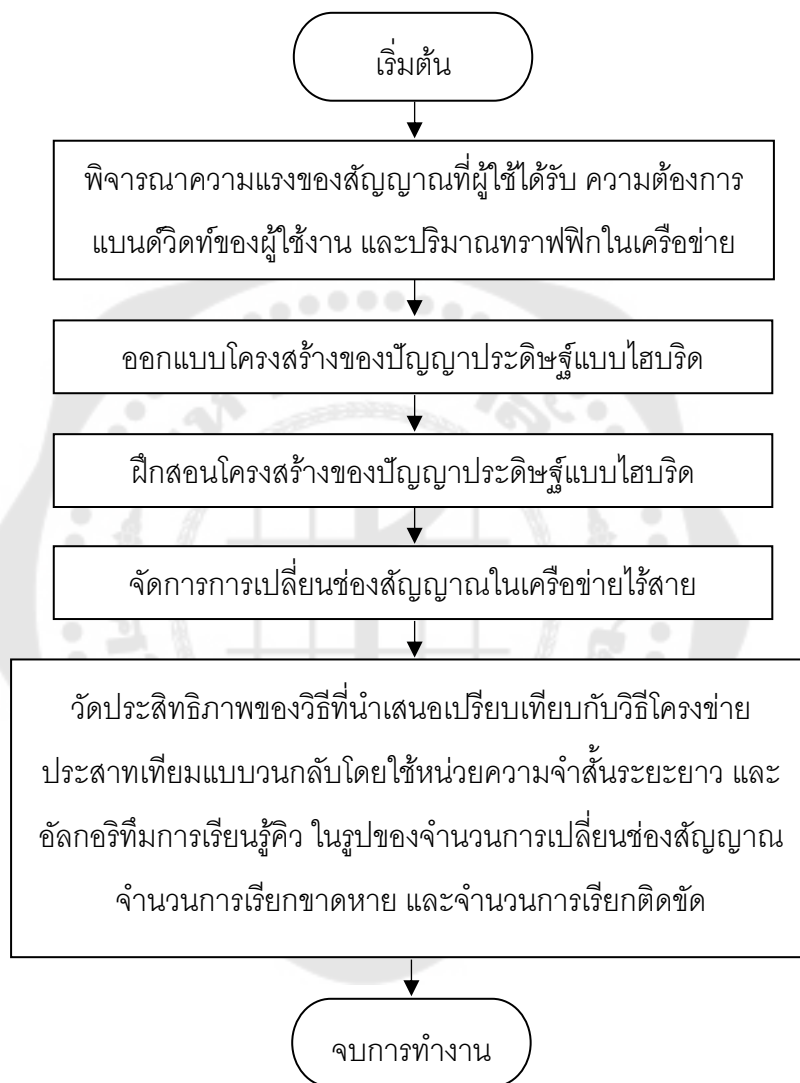 เริ่มต้น
พิจารณาความแรงของสัญญาณที่ผู้ใช้ได้รับ ความต้องการ
แบนด์วิดท์ของผู้ใช้งาน และปริมาณทราฟฟิกในเครือข่าย
ออกแบบโครงสร้างของปัญญาประดิษฐ์แบบไฮบริด
ฝึกสอนโครงสร้างของปัญญาประดิษฐ์แบบไฮบริด
จัดการการเปลี่ยนช่องสัญญาณในเครือข่ายไร้สาย
วัดประสิทธิภาพของวิธีที่นำเสนอเปรียบเทียบกับวิธีโครงข่าย
ประสาทเทียมแบบวนกลับโดยใช้หน่วยความจำสั้นระยะยาว และ
อัลกอริทึมการเรียนรู้คิว ในรูปของจำนวนการเปลี่ยนช่องสัญญาณ
จำนวนการเรียกขาดหาย และจำนวนการเรียกติดขัด
จบการทำงาน